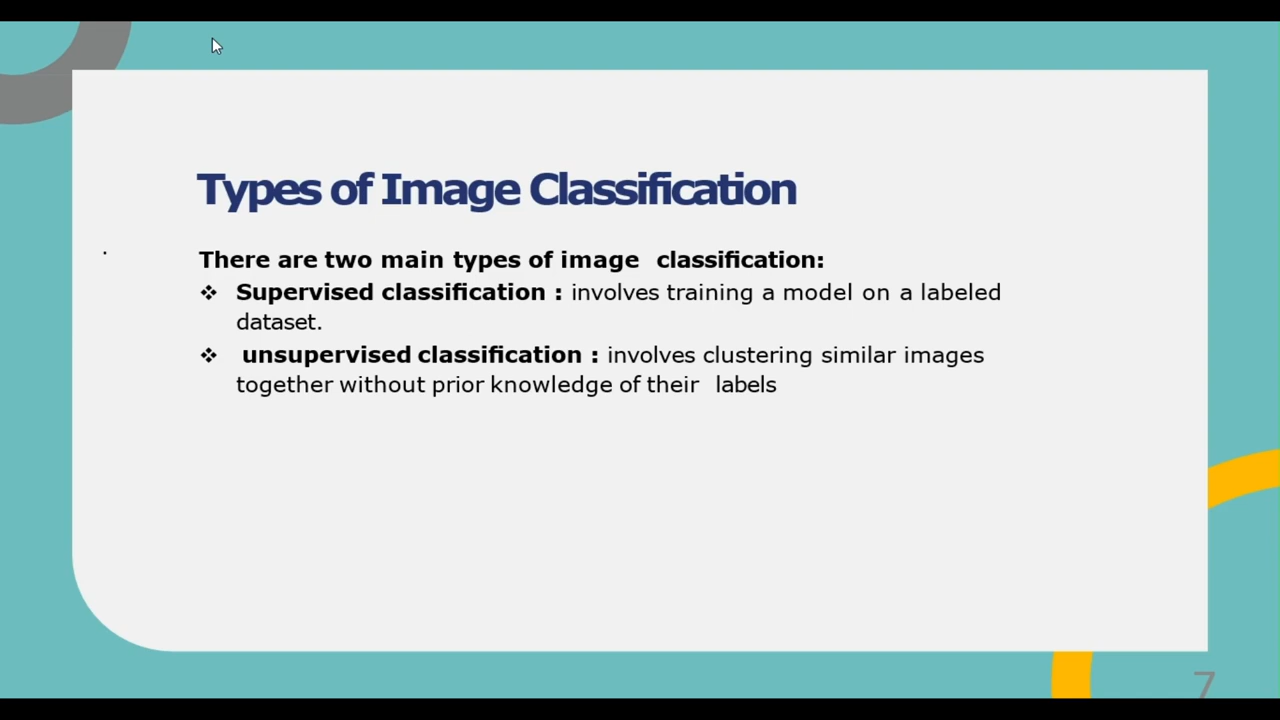 Types of Image Classification
There are two main types of image classification:
❖ Supervised classification : involves training a model on a labeled
dataset.
❖ unsupervised classification : involves clustering similar images
together without prior knowledge of their labels
7